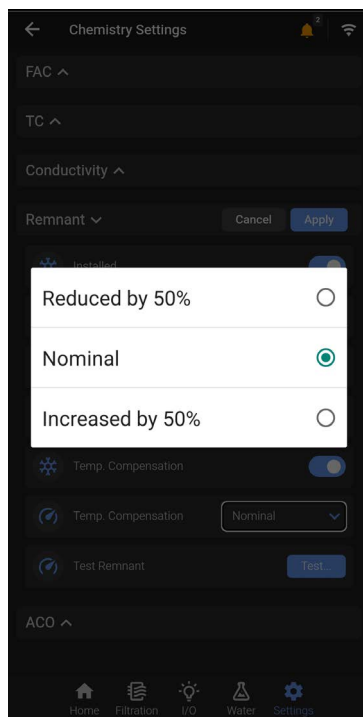 Chemistry Settings
2
FAC
TC
Conductivity
Remnant
Cancel
Apply
Installed
Reduced by 50%
Nominal
Increased by 50%
Temp. Compensation
Temp. Compensation
Nominal
Test Remnant
Test...
ACO
Home
Filtration
I/O
Water
Settings